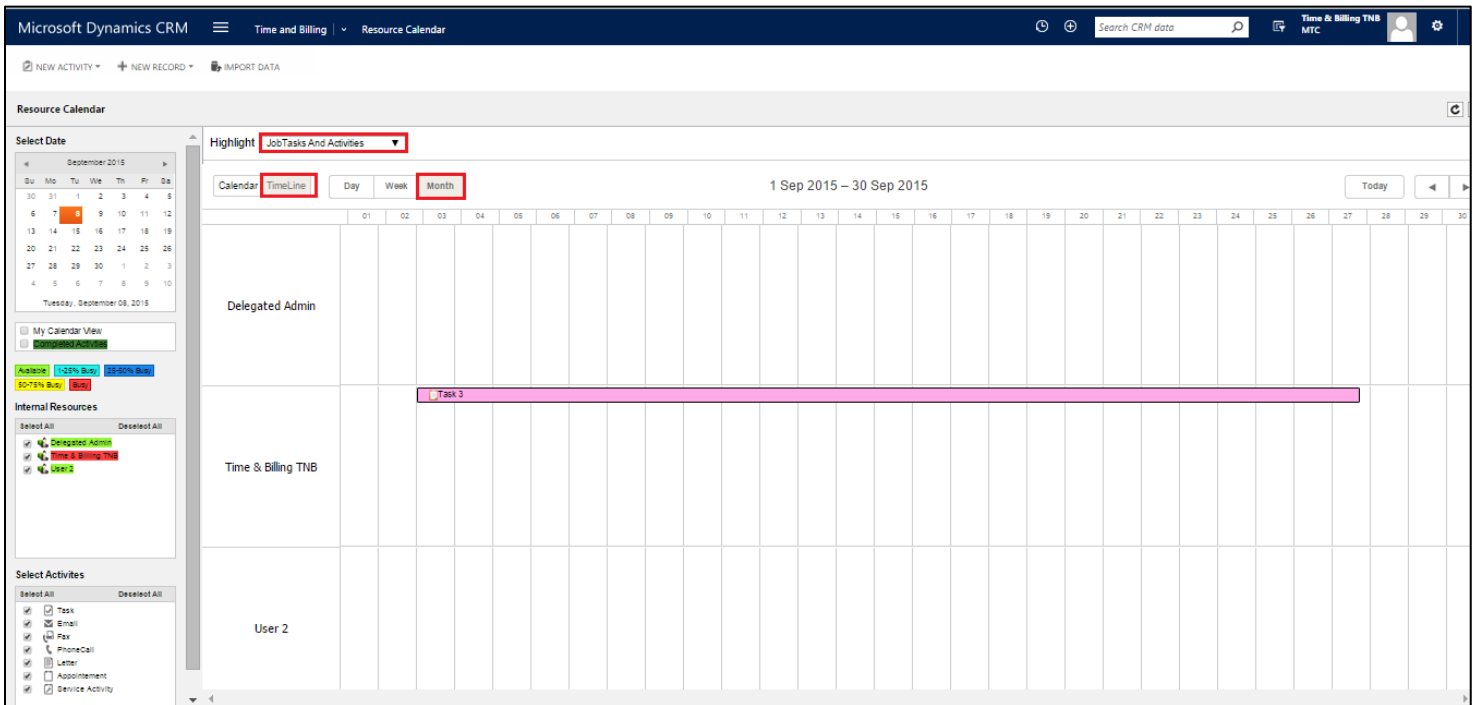 Microsoft Dynamics CRM Time and Billing Resource Calendar Search CRM data Time & Billing TNB
MTC
NEW ACTIVITY NEW RECORD IMPORT DATA
Resource Calendar
Select Date
September 2015
Su Mo Tu We Th Fr Sa
30 31 1 2 3 4 5
6 7 8 9 10 11 12
13 14 15 16 17 18 19
20 21 22 23 24 25 26
27 28 29 30 1 2 3
4 5 6 7 8 9 10
Tuesday, September 08, 2015
My Calendar View
Completed Activities
Available 1-25% Busy 25-50% Busy
50-75% Busy Busy
Internal Resources
Select All Deselect All
Delegated Admin
Time & Billing TNB
User 2
Select Activites
Select All Deselect All
Task
Email
Fax
PhoneCall
Letter
Appointement
Service Activity
Highlight JobTasks And Activities
Calendar TimeLine Day Week Month 1 Sep 2015 – 30 Sep 2015 Today
01 02 03 04 05 06 07 08 09 10 11 12 13 14 15 16 17 18 19 20 21 22 23 24 25 26 27 28 29 30
Delegated Admin
Task 3
Time & Billing TNB
User 2